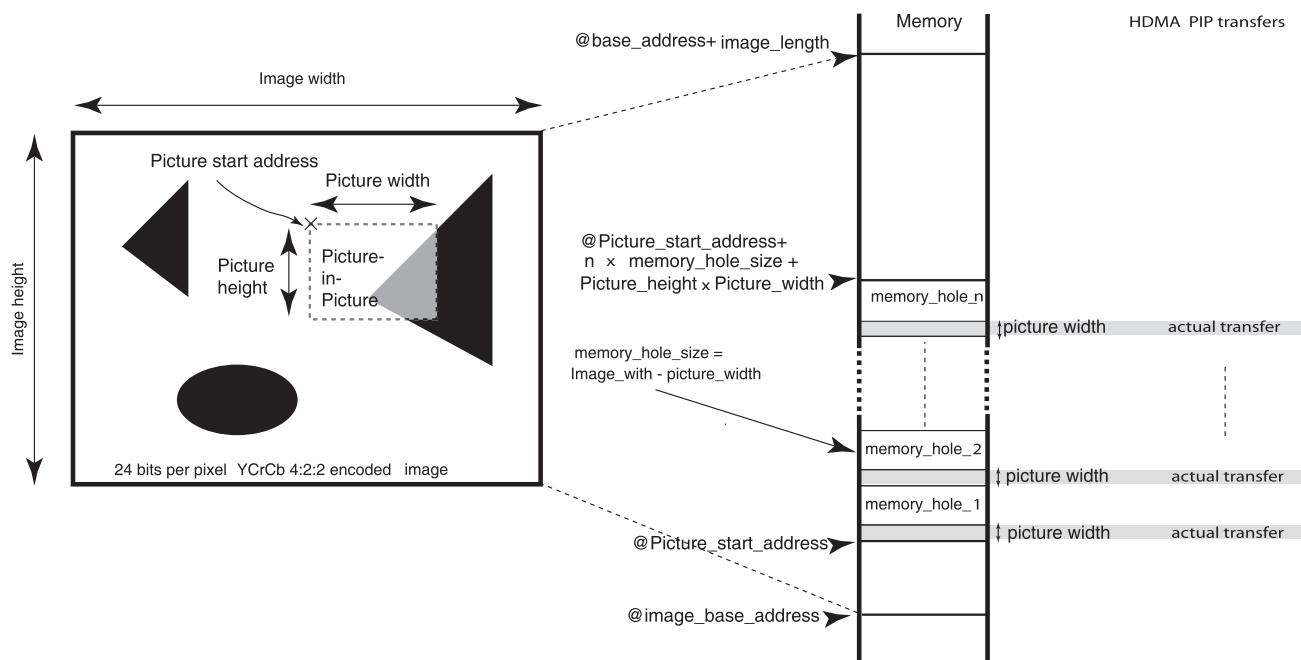 Memory
HDMA PIP transfers
@base_address+ image_length
Image width
Picture start address
Picture width
Image height
Picture
height
Picture-
in-
Picture
24 bits per pixel YCrCb 4:2:2 encoded image
@Picture_start_address+
n x memory_hole_size +
Picture_height x Picture_width
memory_hole_n
picture width
actual transfer
memory_hole_size =
Image_with - picture_width
memory_hole_2
picture width
actual transfer
memory_hole_1
picture width
actual transfer
@Picture_start_address
@image_base_address